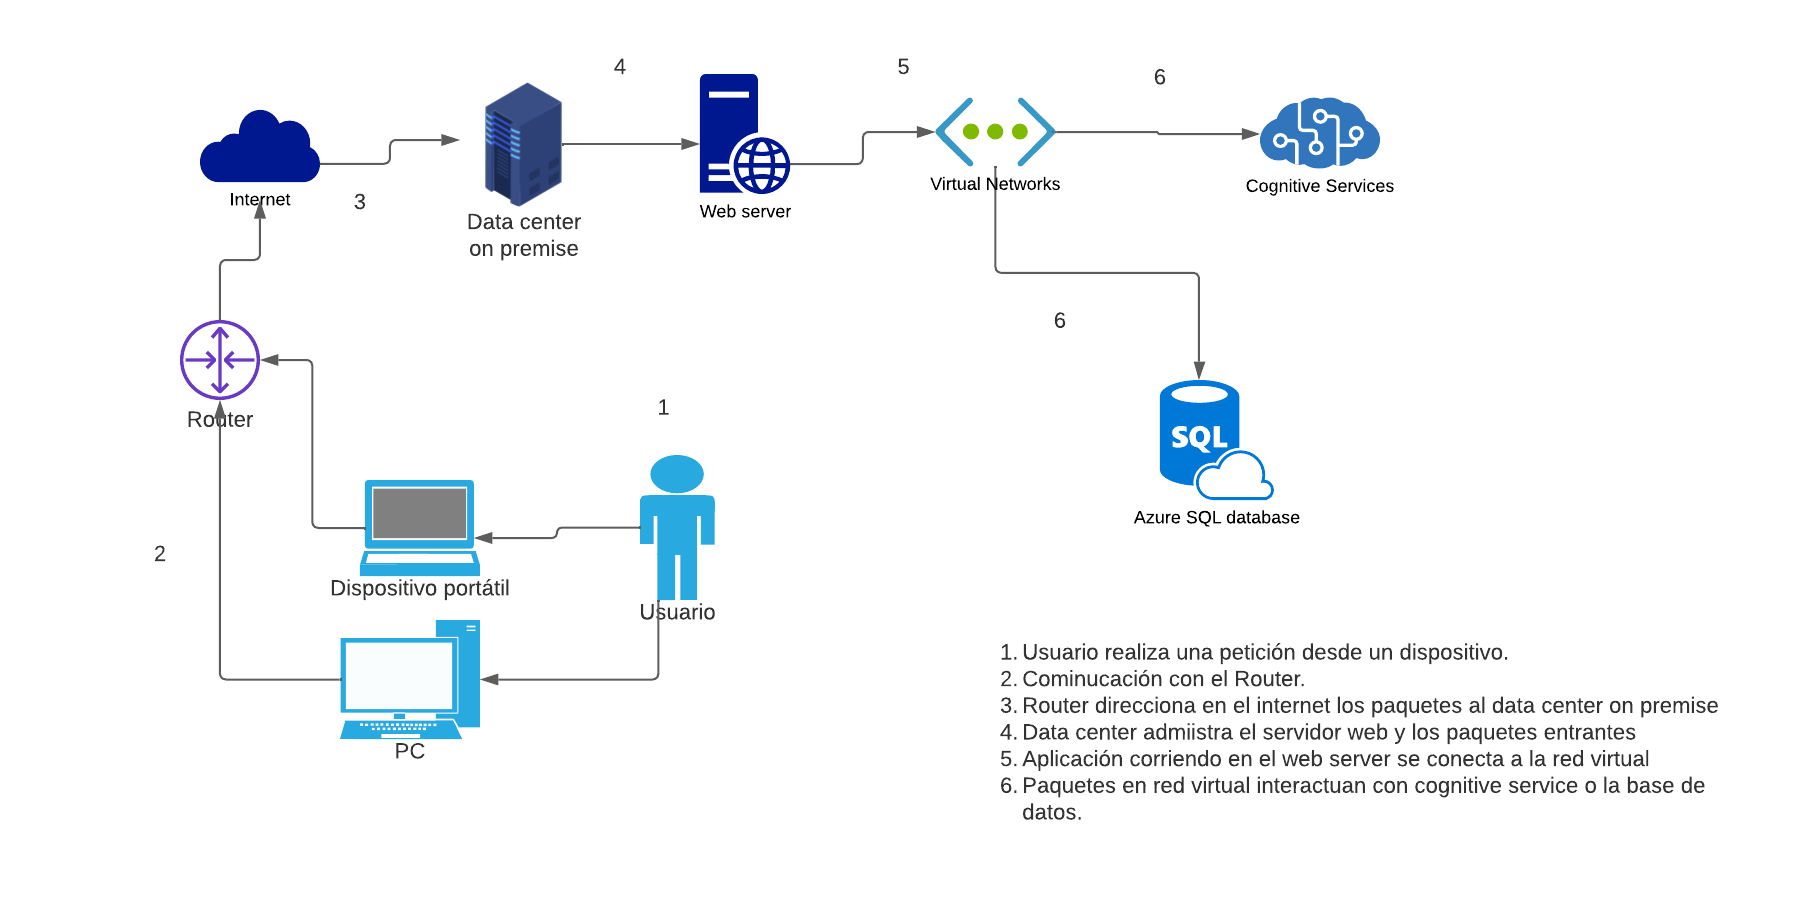 4
5
6
Internet
3
Data center
on premise
Web server
Virtual Networks
Cognitive Services
6
Router
1
SQL
Azure SQL database
2
Dispositivo portátil
Usuario
PC
1. Usuario realiza una petición desde un dispositivo.
2. Cominucación con el Router.
3. Router direcciona en el internet los paquetes al data center on premise
4. Data center admiistra el servidor web y los paquetes entrantes
5. Aplicación corriendo en el web server se conecta a la red virtual
6. Paquetes en red virtual interactuan con cognitive service o la base de
datos.